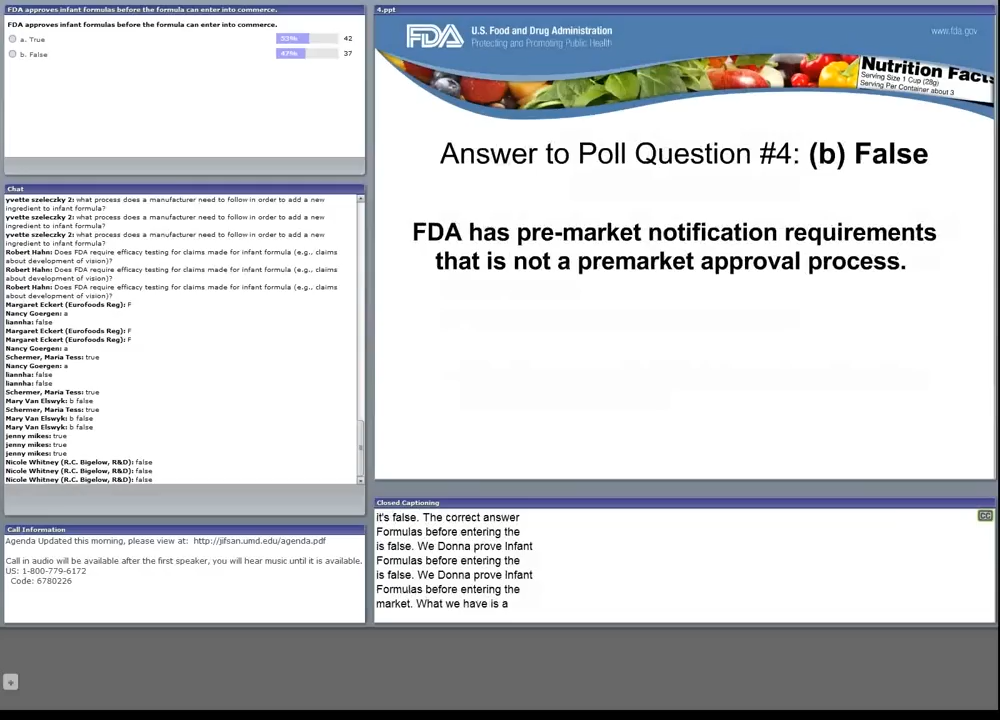 FDA approves infant formulas before the formula can enter into commerce.
FDA approves infant formulas before the formula can enter into commerce.
a. True 53% 42
b. False 47% 37
Chat
yvette szeleczky 2: what process does a manufacturer need to follow in order to add a new
ingredient to infant formula?
yvette szeleczky 2: what process does a manufacturer need to follow in order to add a new
ingredient to infant formula?
yvette szeleczky 2: what process does a manufacturer need to follow in order to add a new
ingredient to infant formula?
Robert Hahn: Does FDA require efficacy testing for claims made for infant formula (e.g., claims
about development of vision)?
Robert Hahn: Does FDA require efficacy testing for claims made for infant formula (e.g., claims
about development of vision)?
Robert Hahn: Does FDA require efficacy testing for claims made for infant formula (e.g., claims
about development of vision)?
Margaret Eckert (Eurofoods Reg): F
Nancy Goergen: a
liannha: false
Margaret Eckert (Eurofoods Reg): F
Margaret Eckert (Eurofoods Reg): F
Nancy Goergen: a
Schermer, Maria Tess: true
Nancy Goergen: a
liannha: false
liannha: false
Schermer, Maria Tess: true
Mary Van Elswyk: b false
Schermer, Maria Tess: true
Mary Van Elswyk: b false
Mary Van Elswyk: b false
jenny mikes: true
jenny mikes: true
jenny mikes: true
Nicole Whitney (R.C. Bigelow, R&D): false
Nicole Whitney (R.C. Bigelow, R&D): false
Nicole Whitney (R.C. Bigelow, R&D): false
Call Information
Agenda Updated this morning, please view at: http://jifsan.umd.edu/agenda.pdf
Call in audio will be available after the first speaker, you will hear music until it is available.
US: 1-800-779-6172
Code: 6780226
4.ppt
FDA U.S. Food and Drug Administration
Protecting and Promoting Public Health
www.fda.gov
Nutrition Facts
Serving Size 1 Cup (28g)
Serving Per Container about 3
Answer to Poll Question #4: (b) False
FDA has pre-market notification requirements
that is not a premarket approval process.
Closed Captioning
it's false. The correct answer
Formulas before entering the
is false. We Donna prove Infant
Formulas before entering the
is false. We Donna prove Infant
Formulas before entering the
market. What we have is a
CC